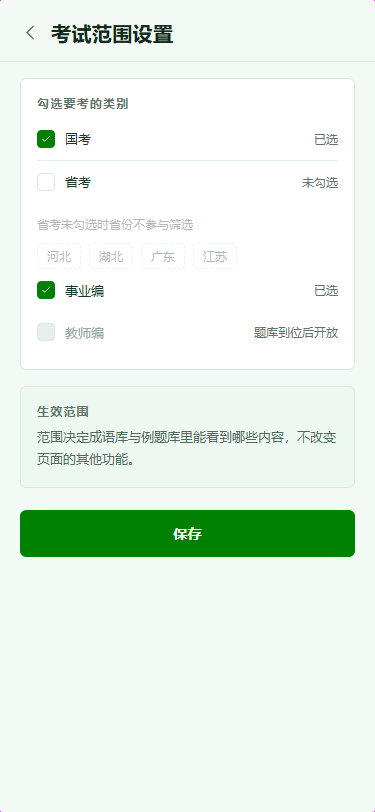 考试范围设置
勾选要考的类别
国考 已选
省考 未勾选
省考未勾选时省份不参与筛选
河北 湖北 广东 江苏
事业编 已选
教师编 题库到位后开放
生效范围
范围决定成语库与例题库里能看到哪些内容，不改变
页面的其他功能。
保存